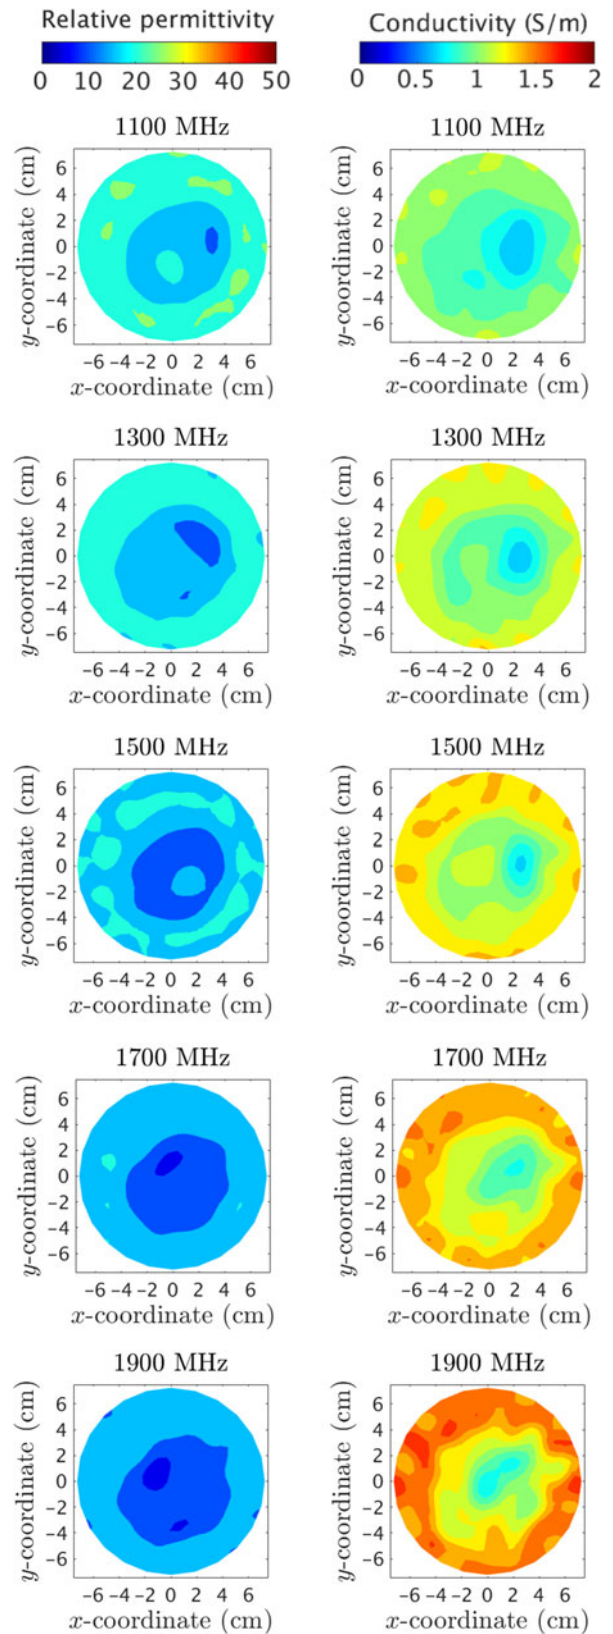 Relative permittivity Conductivity (S/m)
0 10 20 30 40 50 0 0.5 1 1.5 2
1100 MHz 1100 MHz
y-coordinate (cm) 6 4 2 0 −2 −4 −6 y-coordinate (cm) 6 4 2 0 −2 −4 −6
−6 −4 −2 0 2 4 6 −6 −4 −2 0 2 4 6
x-coordinate (cm) x-coordinate (cm)
1300 MHz 1300 MHz
y-coordinate (cm) 6 4 2 0 −2 −4 −6 y-coordinate (cm) 6 4 2 0 −2 −4 −6
−6 −4 −2 0 2 4 6 −6 −4 −2 0 2 4 6
x-coordinate (cm) x-coordinate (cm)
1500 MHz 1500 MHz
y-coordinate (cm) 6 4 2 0 −2 −4 −6 y-coordinate (cm) 6 4 2 0 −2 −4 −6
−6 −4 −2 0 2 4 6 −6 −4 −2 0 2 4 6
x-coordinate (cm) x-coordinate (cm)
1700 MHz 1700 MHz
y-coordinate (cm) 6 4 2 0 −2 −4 −6 y-coordinate (cm) 6 4 2 0 −2 −4 −6
−6 −4 −2 0 2 4 6 −6 −4 −2 0 2 4 6
x-coordinate (cm) x-coordinate (cm)
1900 MHz 1900 MHz
y-coordinate (cm) 6 4 2 0 −2 −4 −6 y-coordinate (cm) 6 4 2 0 −2 −4 −6
−6 −4 −2 0 2 4 6 −6 −4 −2 0 2 4 6
x-coordinate (cm) x-coordinate (cm)